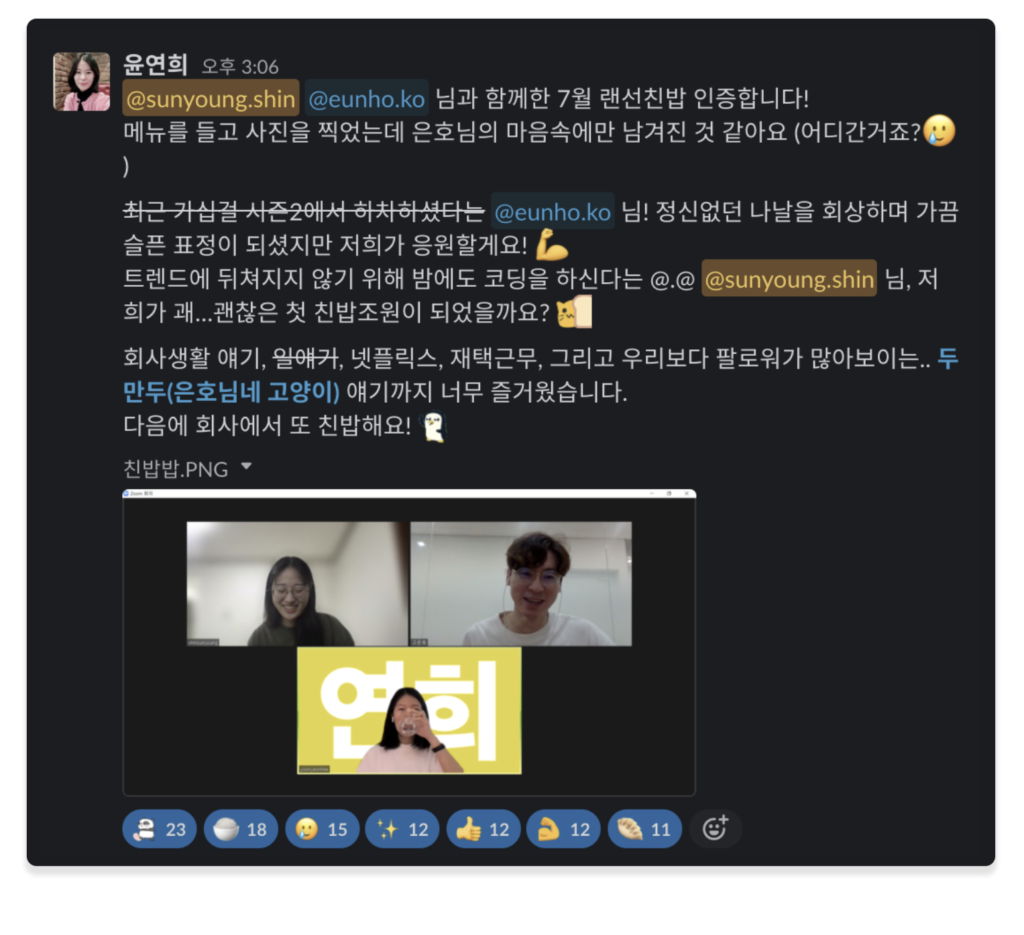 윤연희 오후 3:06
@sunyoung.shin @eunho.ko 님과 함께한 7월 랜선친밥 인증합니다!
메뉴를 들고 사진을 찍었는데 은호님의 마음속에만 남겨진 것 같아요 (어디간거죠?🥲
)
최근 가십걸 시즌2에서 하차하셨다는 @eunho.ko 님! 정신없던 나날을 회상하며 가끔
슬픈 표정이 되셨지만 저희가 응원할게요! 💪
트렌드에 뒤쳐지지 않기 위해 밤에도 코딩을 하신다는 @.@ @sunyoung.shin 님, 저
희가 괘...괜찮은 첫 친밥조원이 되었을까요?
회사생활 얘기, 일얘기, 넷플릭스, 재택근무, 그리고 우리보다 팔로워가 많아보이는.. 두
만두(은호님네 고양이) 얘기까지 너무 즐거웠습니다.
다음에 회사에서 또 친밥해요!
친밥밥.PNG
Zoom 회의
연희
23 18 15 12 12 12 11